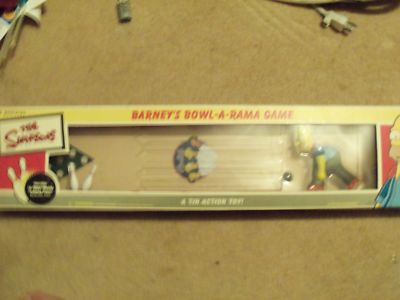 THE
SIMPSONS
BARNEY'S BOWL-A-RAMA GAME
A TIN ACTION TOY!